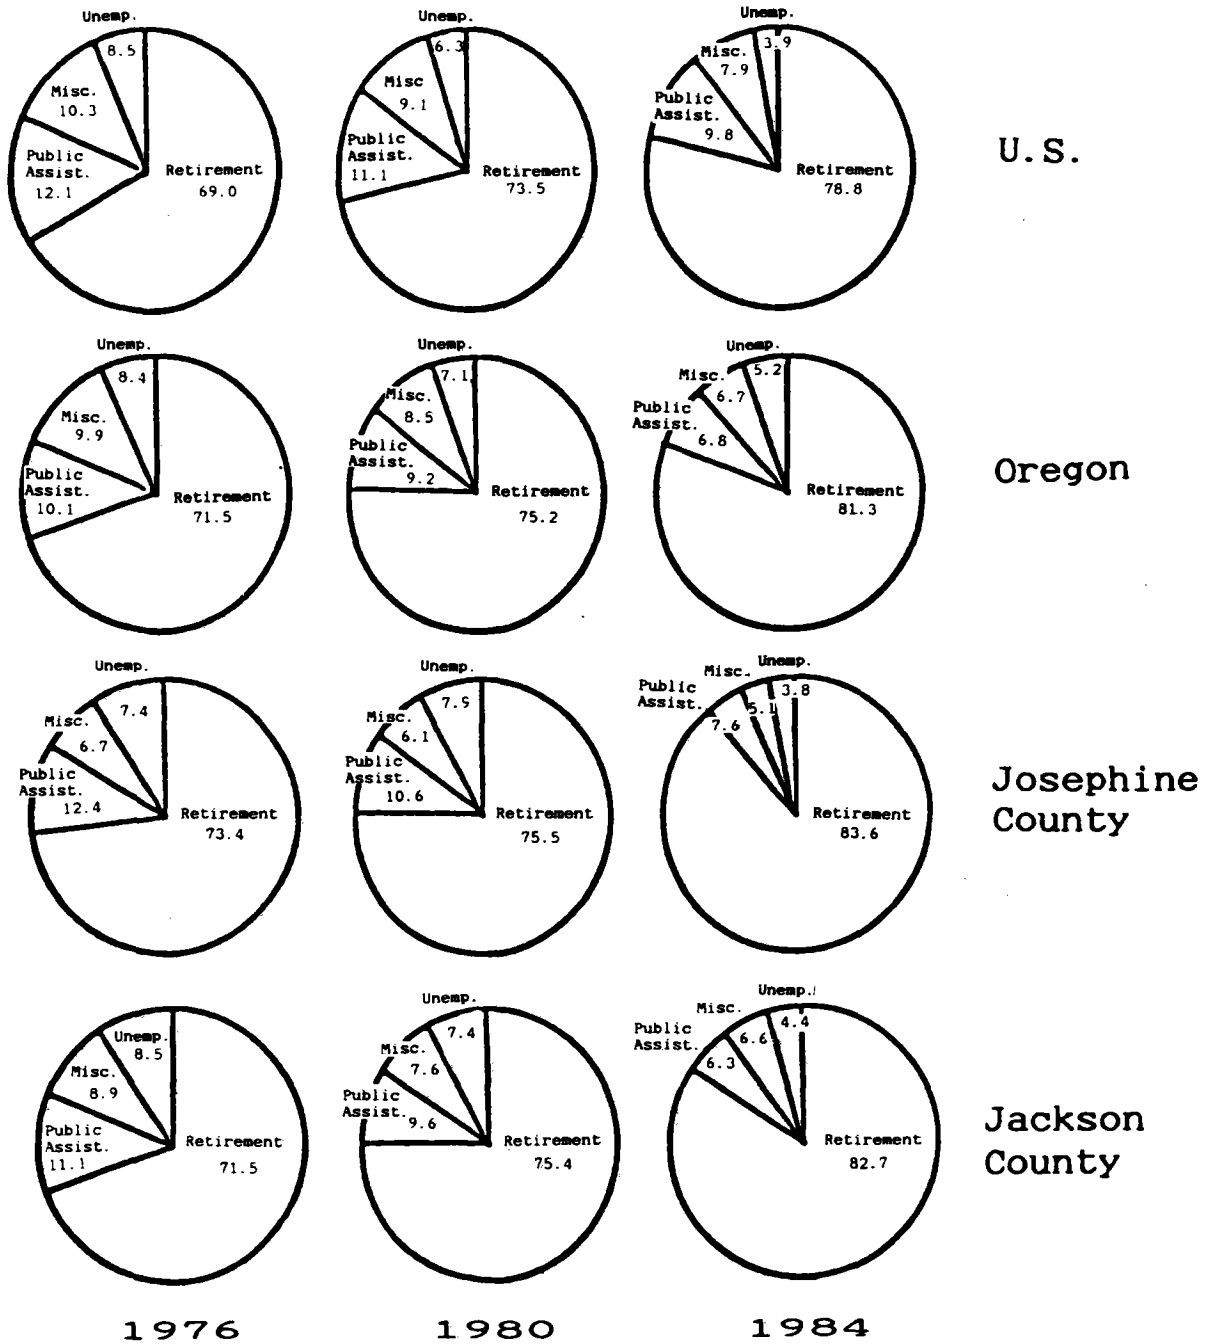 Unemp.
8.5
Misc.
10.3
Public
Assist.
12.1
Retirement
69.0
Unemp.
6.3
Misc
9.1
Public
Assist.
11.1
Retirement
73.5
Unemp.
3.9
Misc.
7.9
Public
Assist.
9.8
Retirement
78.8
U.S.
Unemp.
8.4
Misc.
9.9
Public
Assist.
10.1
Retirement
71.5
Unemp.
7.1
Misc.
8.5
Public
Assist.
9.2
Retirement
75.2
Unemp.
5.2
Misc.
6.7
Public
Assist.
6.8
Retirement
81.3
Oregon
Unemp.
7.4
Misc.
6.7
Public
Assist.
12.4
Retirement
73.4
Unemp.
7.9
Misc.
6.1
Public
Assist.
10.6
Retirement
75.5
Unemp.
3.8
Misc.
5.1
Public
Assist.
7.6
Retirement
83.6
Josephine
County
Unemp.
8.5
Misc.
8.9
Public
Assist.
11.1
Retirement
71.5
Unemp.
7.4
Misc.
7.6
Public
Assist.
9.6
Retirement
75.4
Unemp.
4.4
Misc.
6.6
Public
Assist.
6.3
Retirement
82.7
Jackson
County
1976
1980
1984